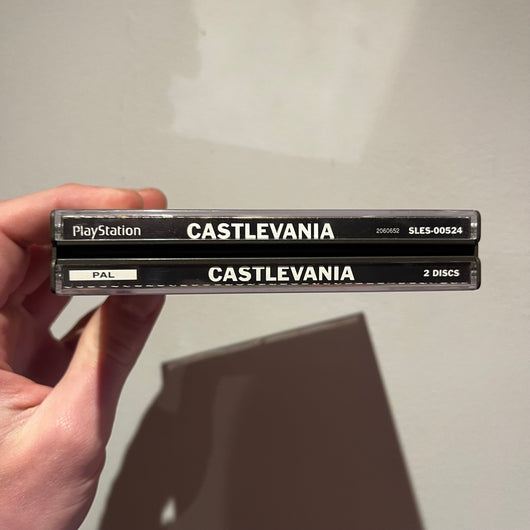 PlayStation CASTLEVANIA 2060652 SLES-00524
PAL CASTLEVANIA 2 DISCS